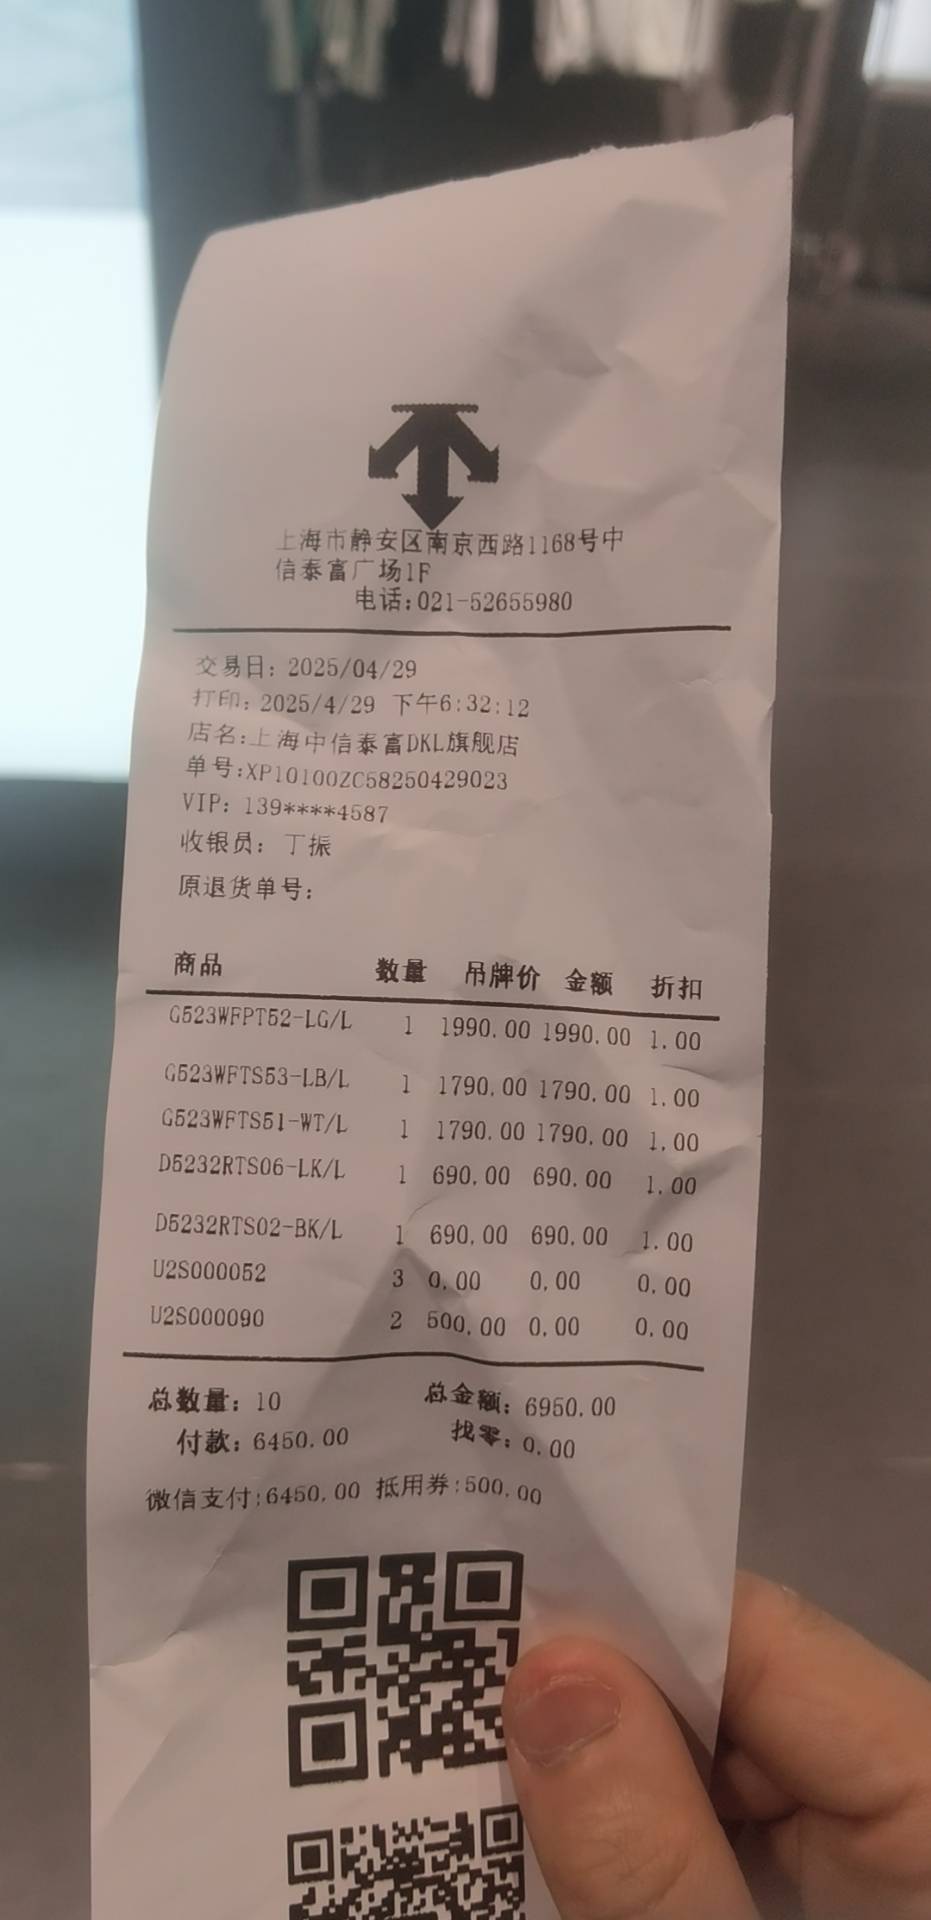 上海市静安区南京西路1168号中
信泰富广场1F
电话:021-52655980
交易日: 2025/04/29
打印: 2025/4/29 下午6:32:12
店名:上海中信泰富DKL旗舰店
单号:XP10100ZC58250429023
VIP: 139****4587
收银员: 丁振
原退货单号:
商品 数量 吊牌价 金额 折扣
G523WFPT52-LG/L 1 1990.00 1990.00 1.00
G523WFTS53-LB/L 1 1790.00 1790.00 1.00
G523WFTS51-WT/L 1 1790.00 1790.00 1.00
D5232RTS06-LK/L 1 690.00 690.00 1.00
D5232RTS02-BK/L 1 690.00 690.00 1.00
U2S000052 3 0.00 0.00 0.00
U2S000090 2 500.00 0.00 0.00
总数量: 10 总金额: 6950.00
付款: 6450.00 找零: 0.00
微信支付:6450.00 抵用券:500.00